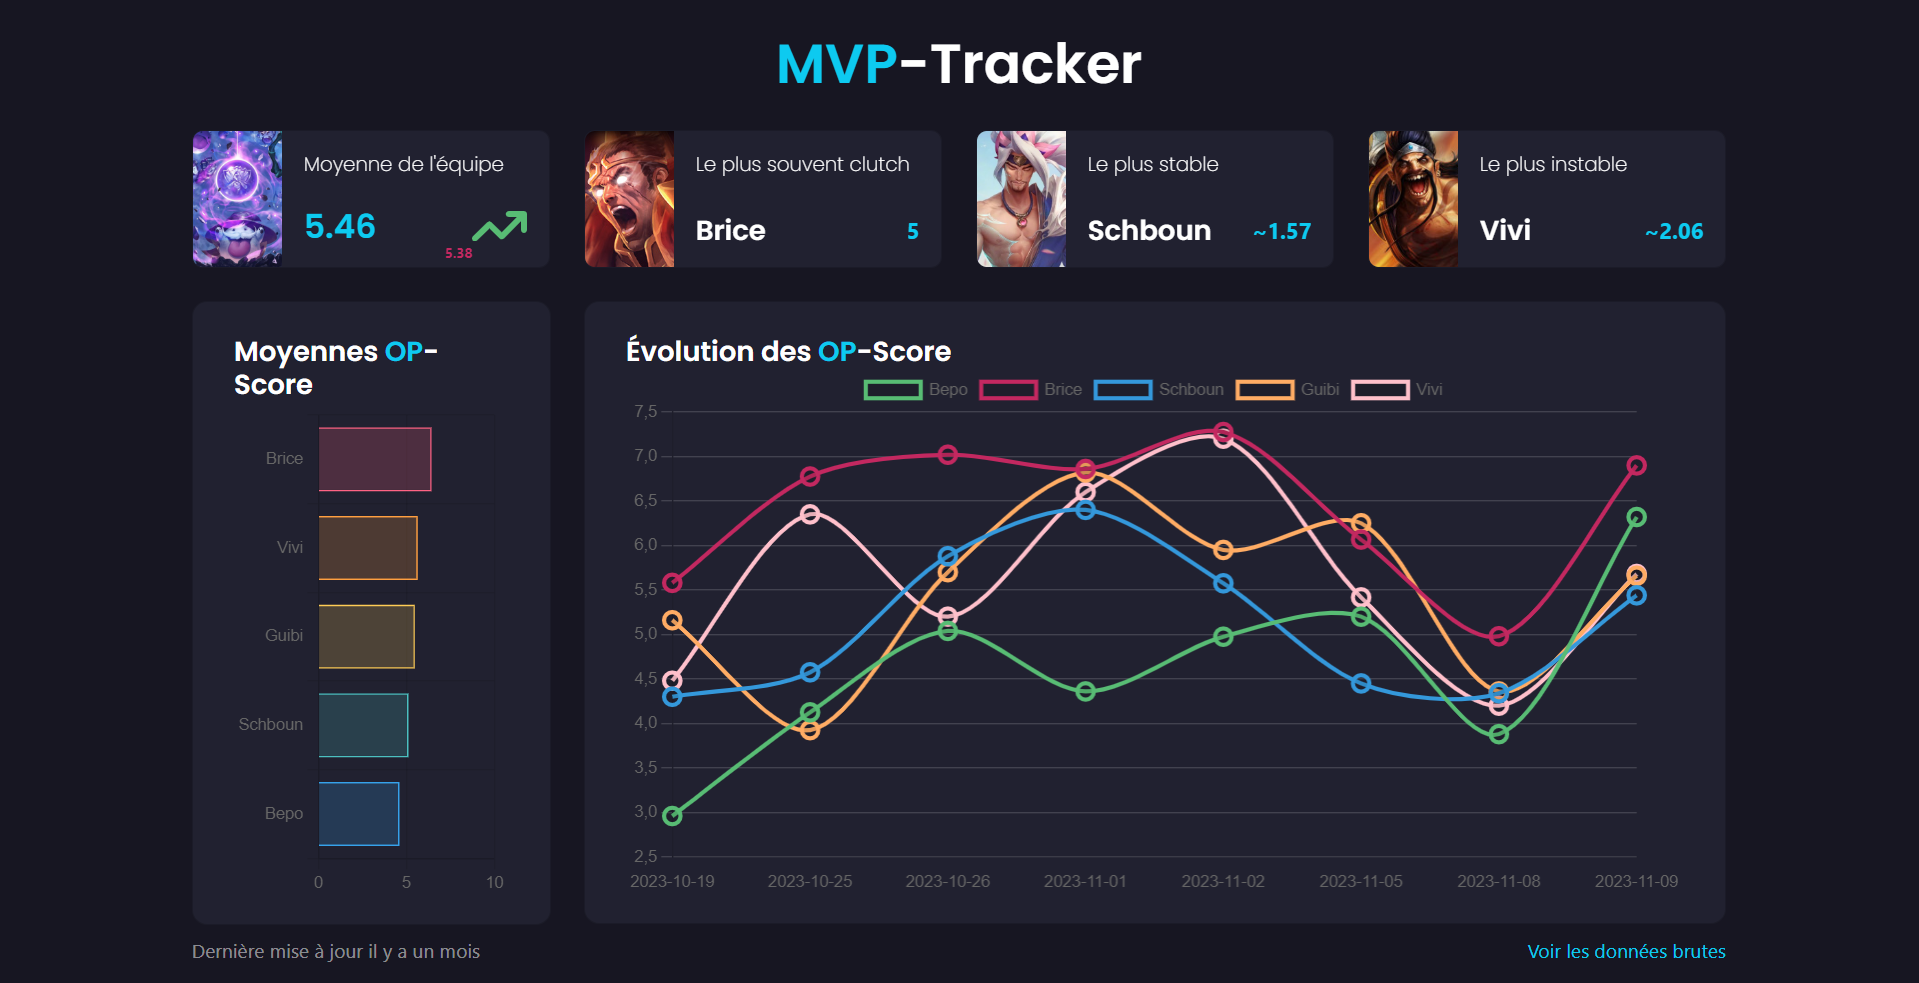 MVP-Tracker
Moyenne de l'équipe
5.46
5.38
Le plus souvent clutch
Brice
5
Le plus stable
Schboun
~1.57
Le plus instable
Vivi
~2.06
Moyennes OP-
Score
Brice
Vivi
Guibi
Schboun
Bepo
0 5 10
Évolution des OP-Score
Bepo Brice Schboun Guibi Vivi
7,5
7,0
6,5
6,0
5,5
5,0
4,5
4,0
3,5
3,0
2,5
2023-10-19 2023-10-25 2023-10-26 2023-11-01 2023-11-02 2023-11-05 2023-11-08 2023-11-09
Dernière mise à jour il y a un mois
Voir les données brutes